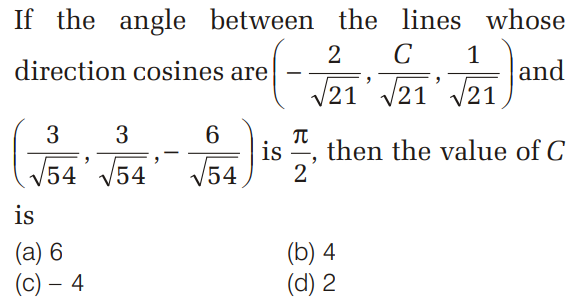 If the angle between the lines whose
direction cosines are (− 2/√21, C/√21, 1/√21) and
(3/√54, 3/√54, − 6/√54) is π/2, then the value of C
is
(a) 6 (b) 4
(c) – 4 (d) 2